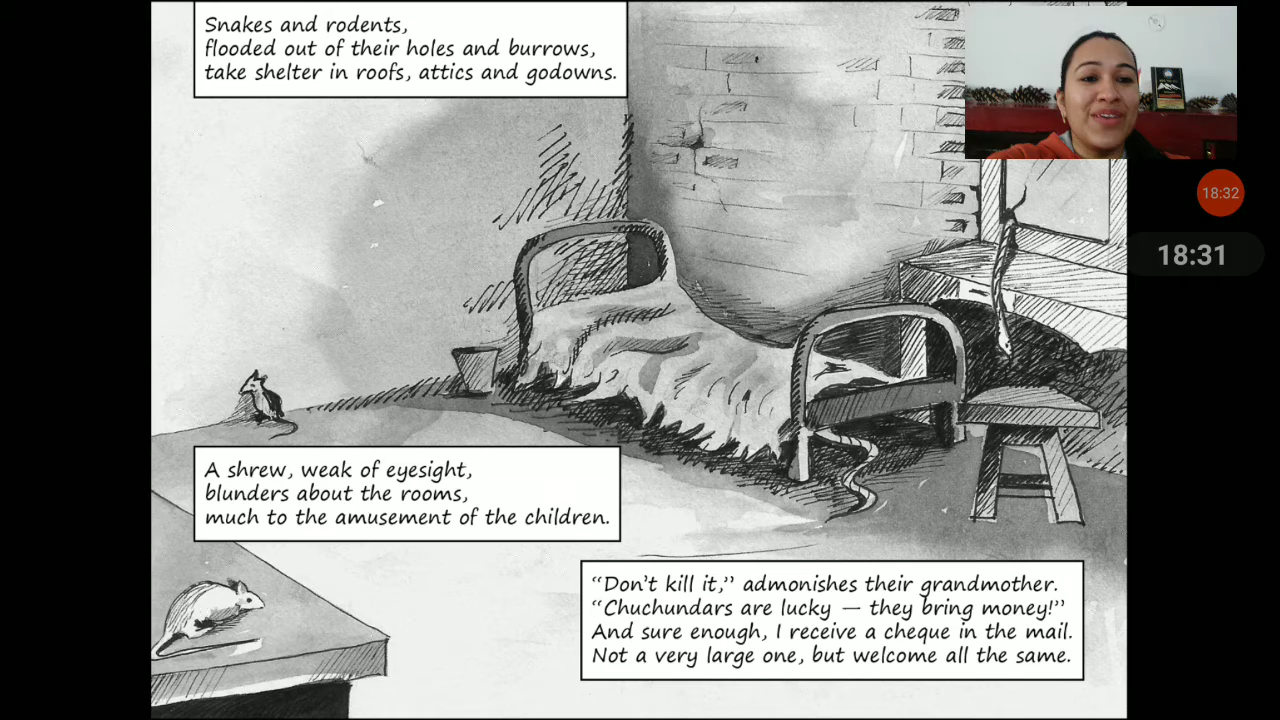 Snakes and rodents,
flooded out of their holes and burrows,
take shelter in roofs, attics and godowns.
18:32
18:31
A shrew, weak of eyesight,
blunders about the rooms,
much to the amusement of the children.
“Don’t kill it,” admonishes their grandmother.
“Chuchundars are lucky — they bring money!”
And sure enough, I receive a cheque in the mail.
Not a very large one, but welcome all the same.